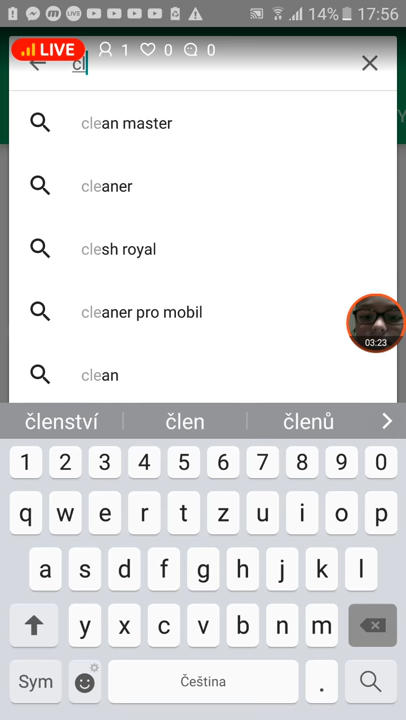 14% 17:56
LIVE 1 0 0
cl
clean master
cleaner
clesh royal
cleaner pro mobil
03:23
clean
členství člen členů
1 2 3 4 5 6 7 8 9 0
q w e r t z u i o p
a s d f g h j k l
y x c v b n m
Sym Čeština .